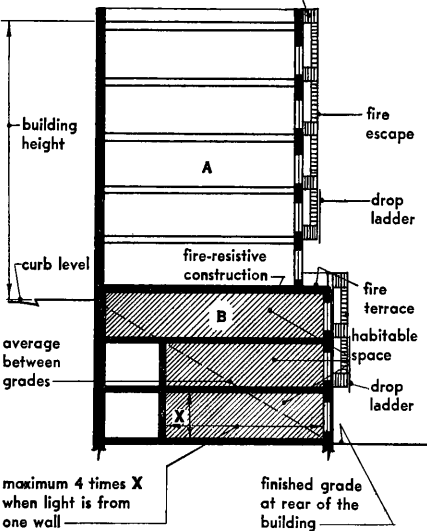 building
height
A
fire
escape
drop
ladder
curb level
fire-resistive
construction
fire
terrace
B
habitable
space
average
between
grades
drop
ladder
X
maximum 4 times X
when light is from
one wall
finished grade
at rear of the
building